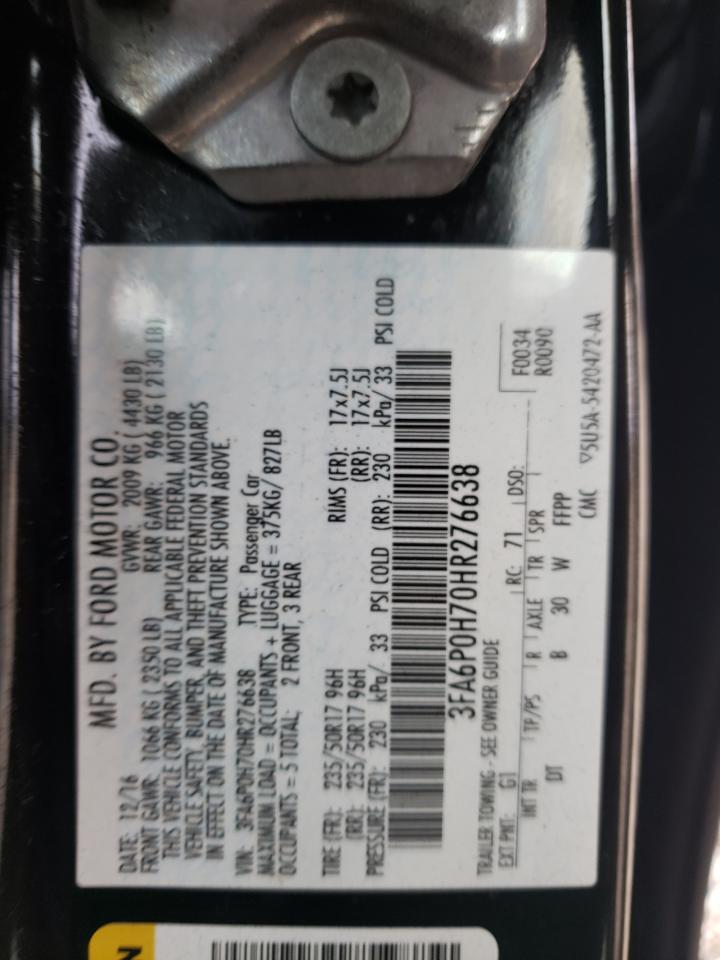 MFD. BY FORD MOTOR CO.
DATE: 12/16 GVWR: 2009 KG ( 4430 LB)
FRONT GAWR: 1066 KG ( 2350 LB) REAR GAWR: 966 KG ( 2130 LB)
THIS VEHICLE CONFORMS TO ALL APPLICABLE FEDERAL MOTOR
VEHICLE SAFETY, BUMPER, AND THEFT PREVENTION STANDARDS
IN EFFECT ON THE DATE OF MANUFACTURE SHOWN ABOVE.
VIN: 3FA6P0H70HR276638 TYPE: Passenger Car
MAXIMUM LOAD = OCCUPANTS + LUGGAGE = 375KG/ 827LB
OCCUPANTS = 5 TOTAL: 2 FRONT, 3 REAR
TIRE (FR): 235/50R17 96H RIMS (FR): 17x7.5J
(RR): 235/50R17 96H (RR): 17x7.5J
PRESSURE (FR): 230 kPa/ 33 PSI COLD (RR): 230 kPa/ 33 PSI COLD
3FA6P0H70HR276638
TRAILER TOWING - SEE OWNER GUIDE F0034
EXT PNT: G1 RC: 71 DSO: R0090
INT TR TP/PS R AXLE TR SPR
DT B 30 W FFPP
CMC ▽5U5A-5420472-AA
N